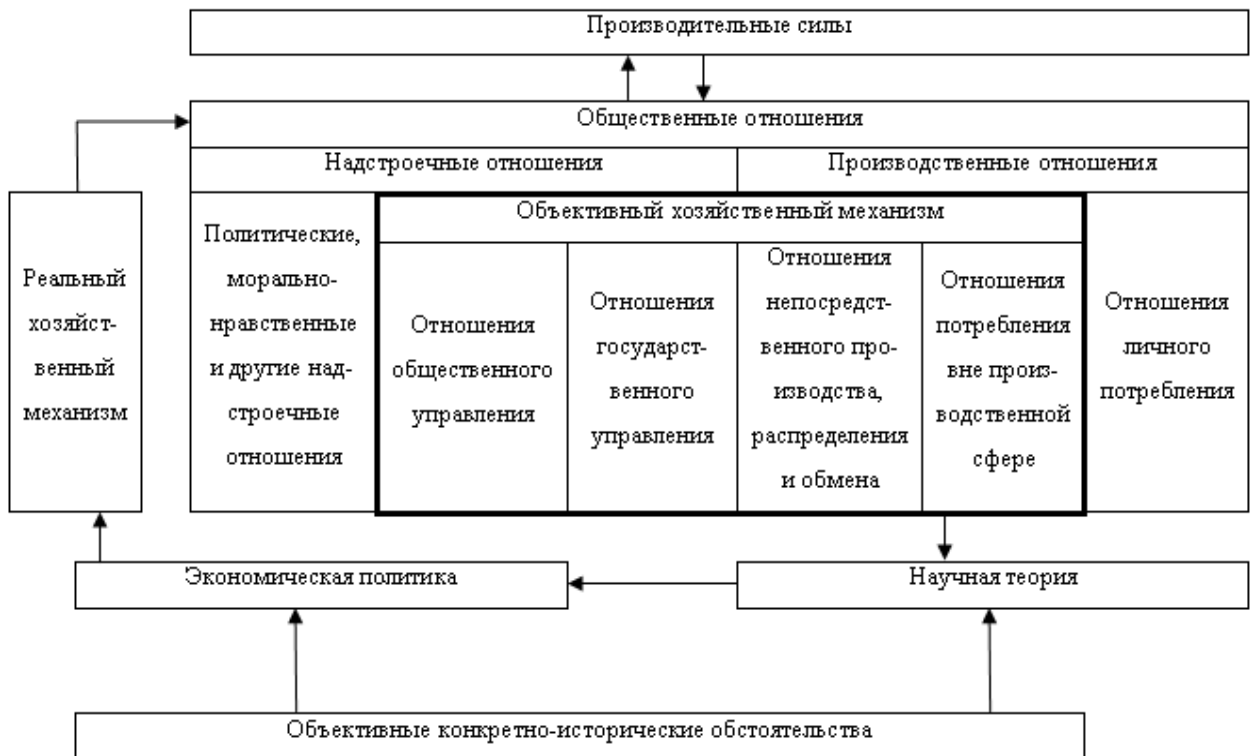 Производительные силы
Общественные отношения
Надстроечные отношения
Производственные отношения
Реальный
хозяйст-
венный
механизм
Политические,
морально-
нравственные
и другие над-
строечные
отношения
Объективный хозяйственный механизм
Отношения
общественного
управления
Отношения
государст-
венного
управления
Отношения
непосредст-
венного про-
изводства,
распределения
и обмена
Отношения
потребления
вне произ-
водственной
сфере
Отношения
личного
потребления
Экономическая политика
Научная теория
Объективные конкретно-исторические обстоятельства